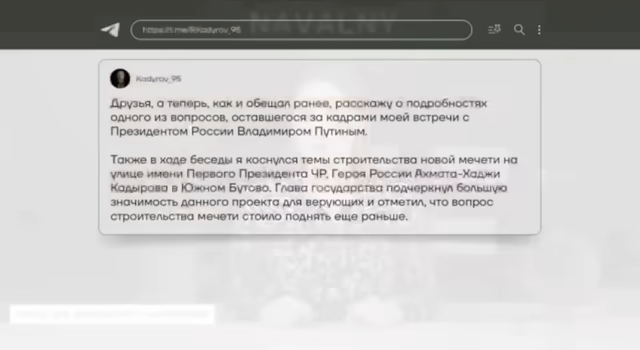 NAVALNY
https://t.me/RKadyrov_95
Kadyrov_95
Друзья, а теперь, как и обещал ранее, расскажу о подробностях
одного из вопросов, оставшегося за кадрами моей встречи с
Президентом России Владимиром Путиным.
Также в ходе беседы я коснулся темы строительства новой мечети на
улице имени Первого Президента ЧР, Героя России Ахмата-Хаджи
Кадырова в Южном Бутово. Глава государства подчеркнул большую
значимость данного проекта для верующих и отметил, что вопрос
строительства мечети стоило поднять еще раньше.